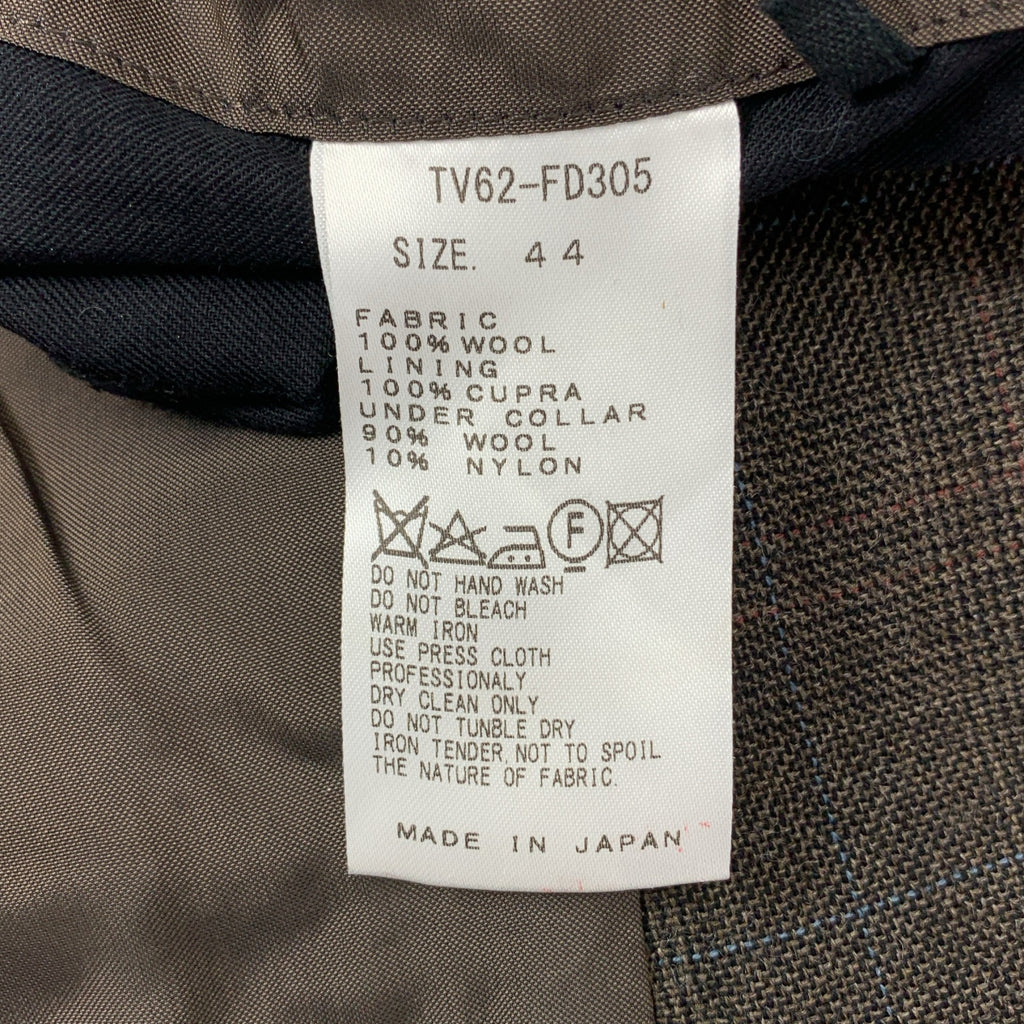 TV62-FD305
SIZE. 44
FABRIC
100% WOOL
LINING
100% CUPRA
UNDER COLLAR
90% WOOL
10% NYLON
F
DO NOT HAND WASH
DO NOT BLEACH
WARM IRON
USE PRESS CLOTH
PROFESSIONALY
DRY CLEAN ONLY
DO NOT TUNBLE DRY
IRON TENDER, NOT TO SPOIL
THE NATURE OF FABRIC.
MADE IN JAPAN